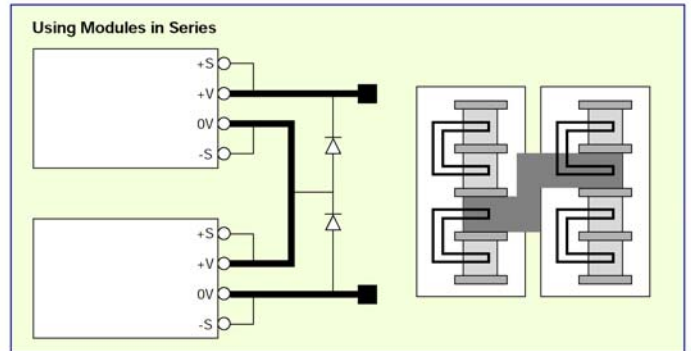 Using Modules in Series
+S
+V
0V
-S
+S
+V
0V
-S